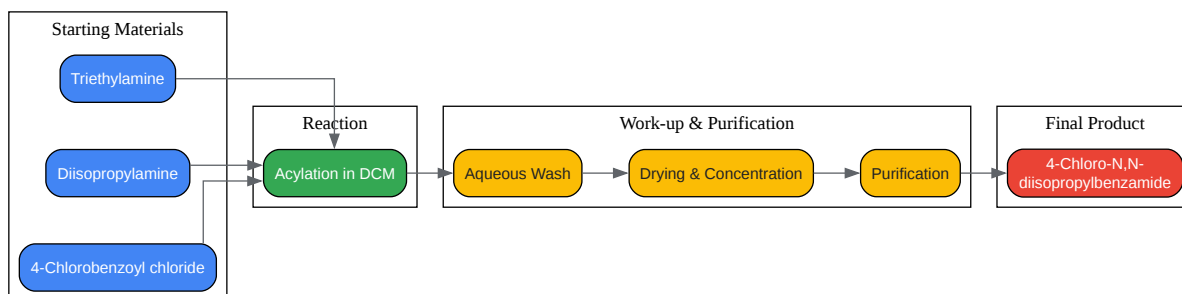 Starting Materials
Triethylamine
Diisopropylamine
4-Chlorobenzoyl chloride
Reaction
Acylation in DCM
Work-up & Purification
Aqueous Wash
Drying & Concentration
Purification
Final Product
4-Chloro-N,N-
diisopropylbenzamide